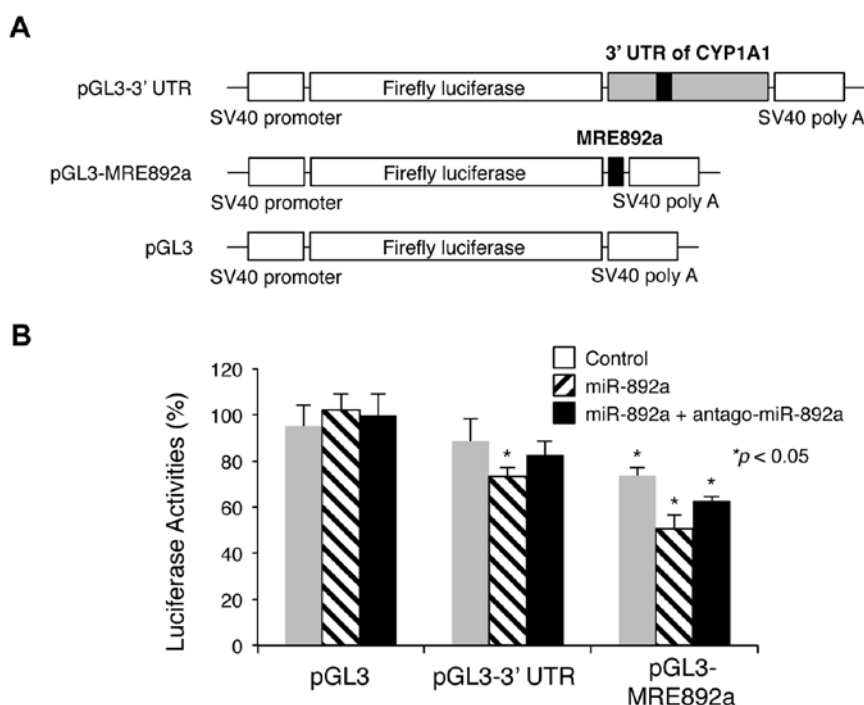 A
3' UTR of CYP1A1
pGL3-3' UTR
Firefly luciferase
SV40 promoter
SV40 poly A
MRE892a
pGL3-MRE892a
Firefly luciferase
SV40 promoter
SV40 poly A
pGL3
Firefly luciferase
SV40 promoter
SV40 poly A
B
Luciferase Activities (%)
120
100
80
60
40
20
0
Control
miR-892a
miR-892a + antago-miR-892a
*p < 0.05
*
*
*
*
pGL3
pGL3-3' UTR
pGL3-
MRE892a